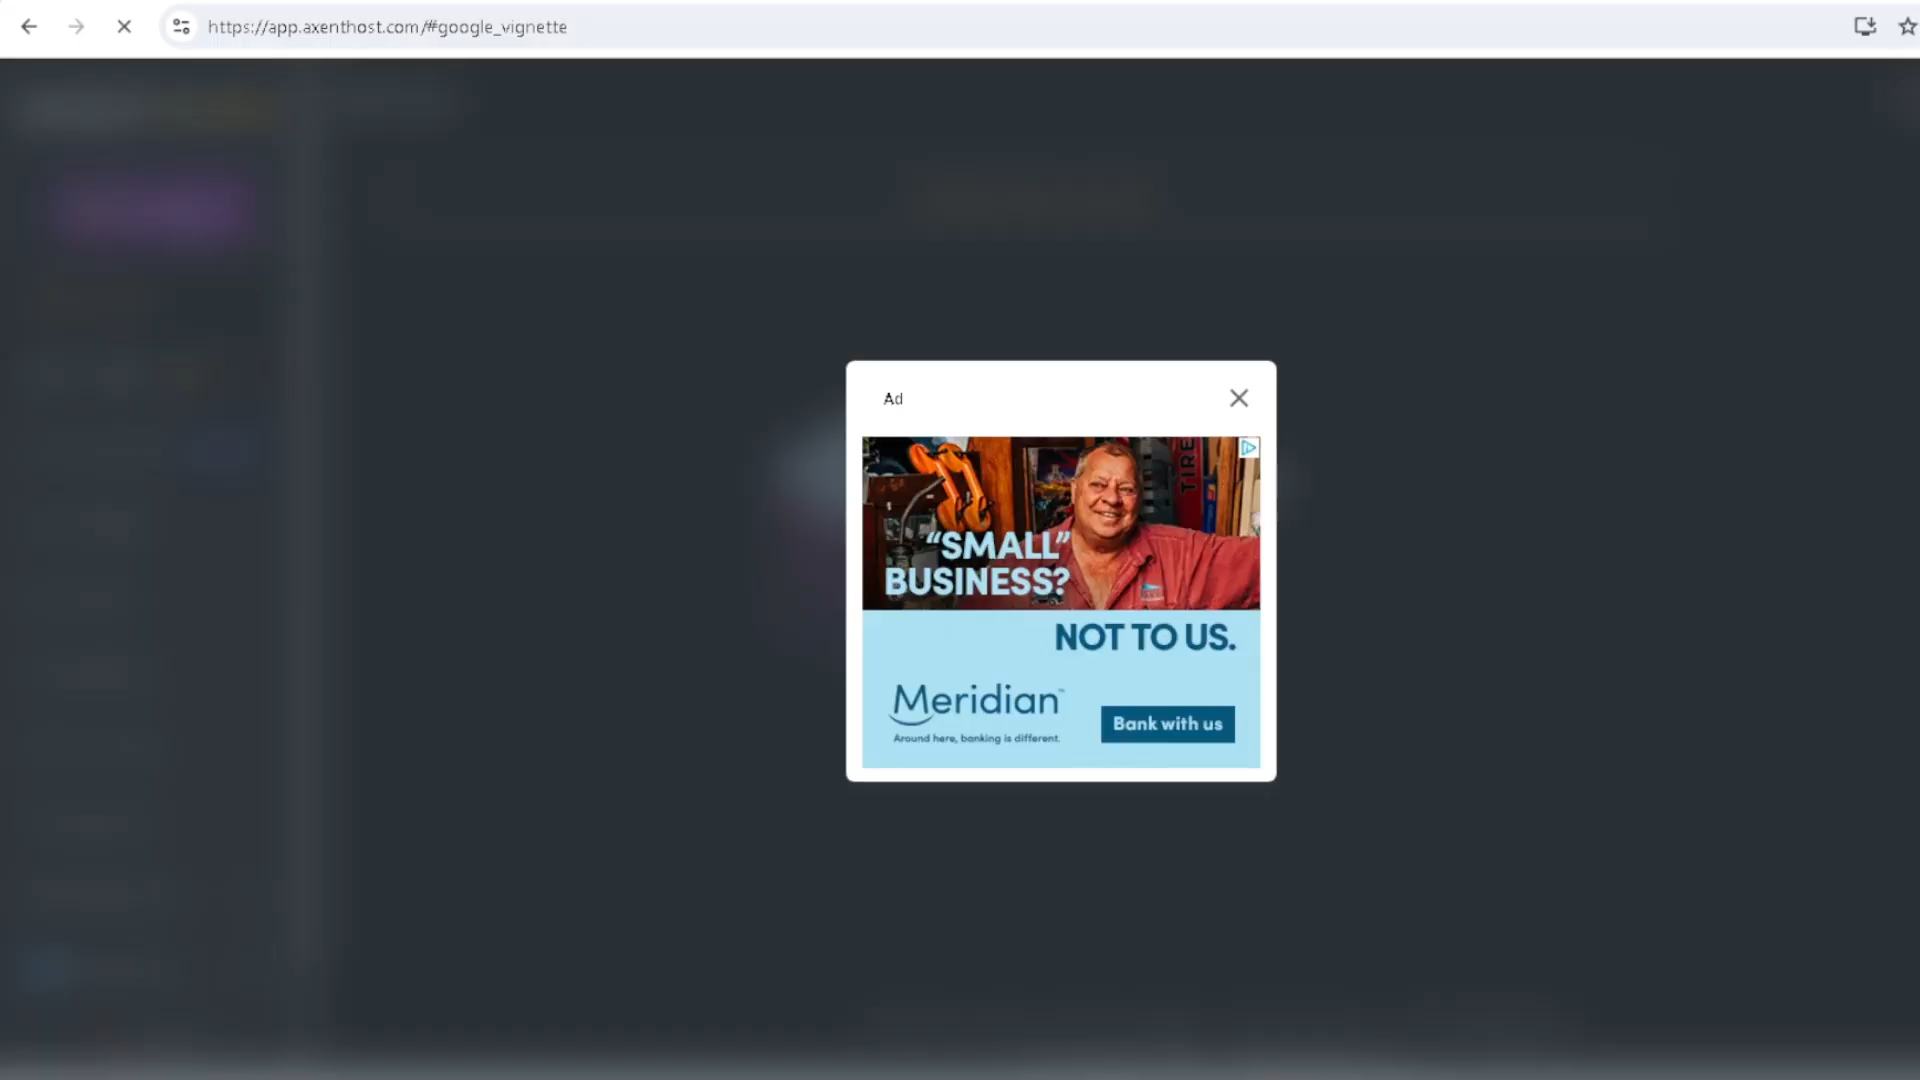 https://app.axenthost.com/#google_vignette
Ad
TIRE
“SMALL”
BUSINESS?
NOT TO US.
Meridian™
Around here, banking is different.
Bank with us